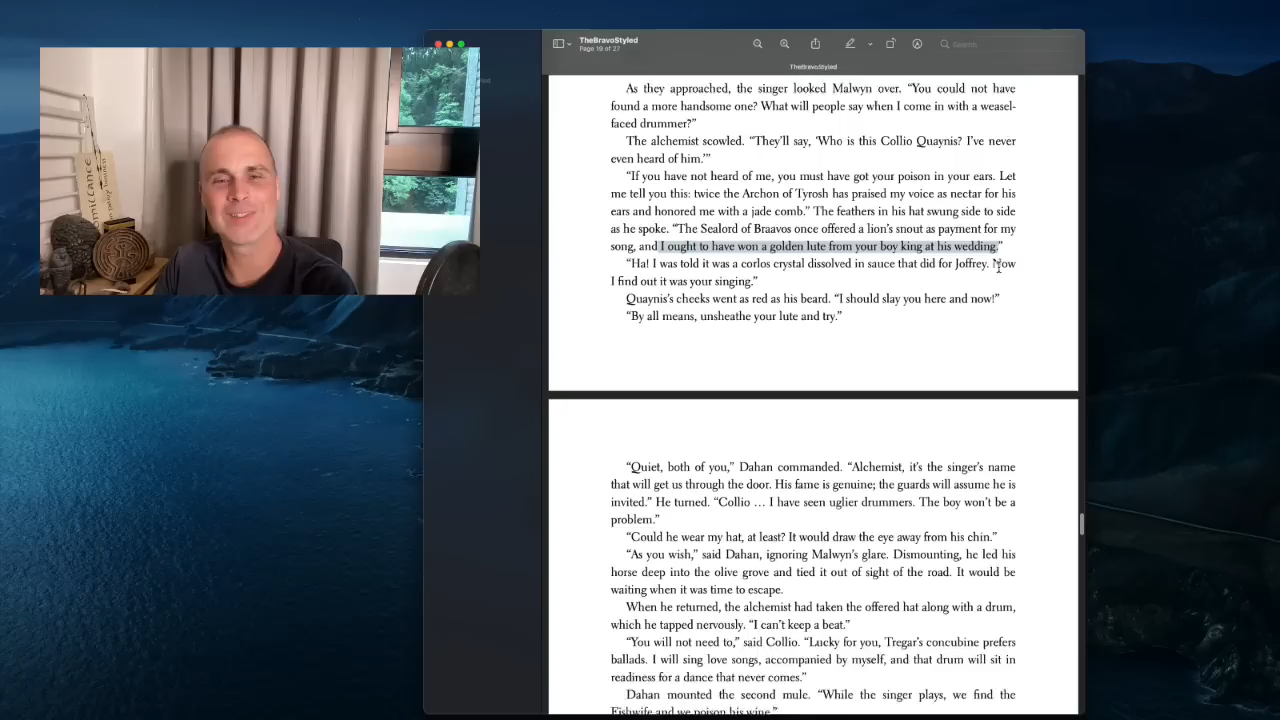 TheBravoStyled
Page 19 of 27
Search
TheBravoStyled
As they approached, the singer looked Malwyn over. “You could not have
found a more handsome one? What will people say when I come in with a weasel-
faced drummer?”
The alchemist scowled. “They’ll say, ‘Who is this Collio Quaynis? I’ve never
even heard of him.’”
“If you have not heard of me, you must have got your poison in your ears. Let
me tell you this: twice the Archon of Tyrosh has praised my voice as nectar for his
ears and honored me with a jade comb.” The feathers in his hat swung side to side
as he spoke. “The Sealord of Braavos once offered a lion’s snout as payment for my
song, and I ought to have won a golden lute from your boy king at his wedding.”
“Ha! I was told it was a corlos crystal dissolved in sauce that did for Joffrey. Now
I find out it was your singing.”
Quaynis’s cheeks went as red as his beard. “I should slay you here and now!”
“By all means, unsheathe your lute and try.”
“Quiet, both of you,” Dahan commanded. “Alchemist, it’s the singer’s name
that will get us through the door. His fame is genuine; the guards will assume he is
invited.” He turned. “Collio … I have seen uglier drummers. The boy won’t be a
problem.”
“Could he wear my hat, at least? It would draw the eye away from his chin.”
“As you wish,” said Dahan, ignoring Malwyn’s glare. Dismounting, he led his
horse deep into the olive grove and tied it out of sight of the road. It would be
waiting when it was time to escape.
When he returned, the alchemist had taken the offered hat along with a drum,
which he tapped nervously. “I can’t keep a beat.”
“You will not need to,” said Collio. “Lucky for you, Tregar’s concubine prefers
ballads. I will sing love songs, accompanied by myself, and that drum will sit in
readiness for a dance that never comes.”
Dahan mounted the second mule. “While the singer plays, we find the
Fishwife and we poison his wine.”